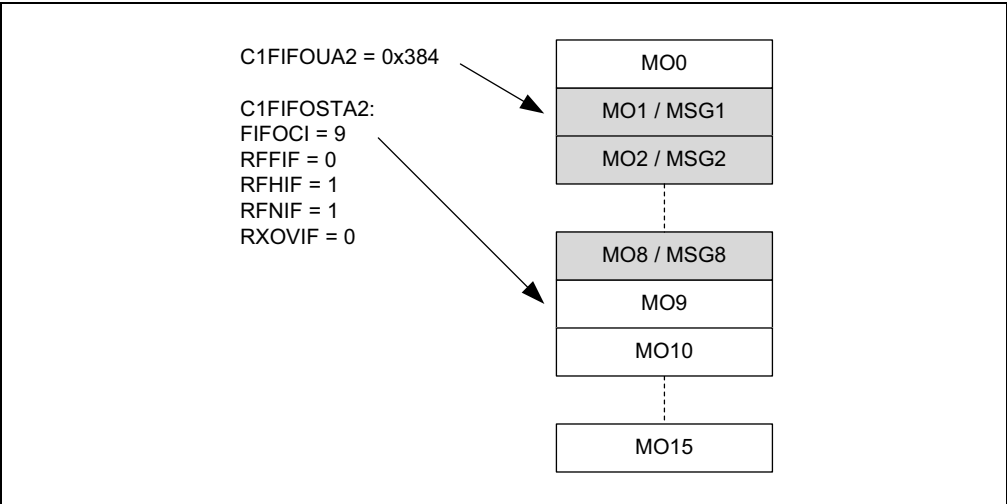 C1FIFOUA2 = 0x384
C1FIFOSTA2:
FIFOCI = 9
RFFIF = 0
RFHIF = 1
RFNIF = 1
RXOVIF = 0
MO0
MO1 / MSG1
MO2 / MSG2
MO8 / MSG8
MO9
MO10
MO15